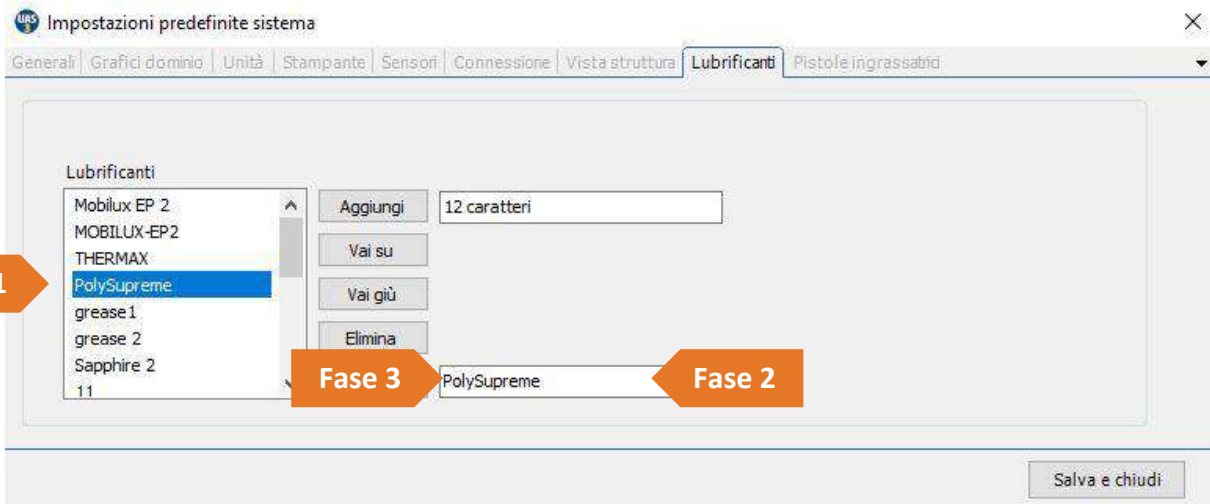 UAS
Impostazioni predefinite sistema
Generali Grafici dominio Unità Stampante Sensori Connessione Vista struttura Lubrificanti Pistole ingrassatrici
Lubrificanti
Mobilux EP 2
MOBILUX-EP2
THERMAX
PolySupreme
grease1
grease 2
Sapphire 2
11
1
Aggiungi
12 caratteri
Vai su
Vai giù
Elimina
Fase 3
PolySupreme
Fase 2
Salva e chiudi